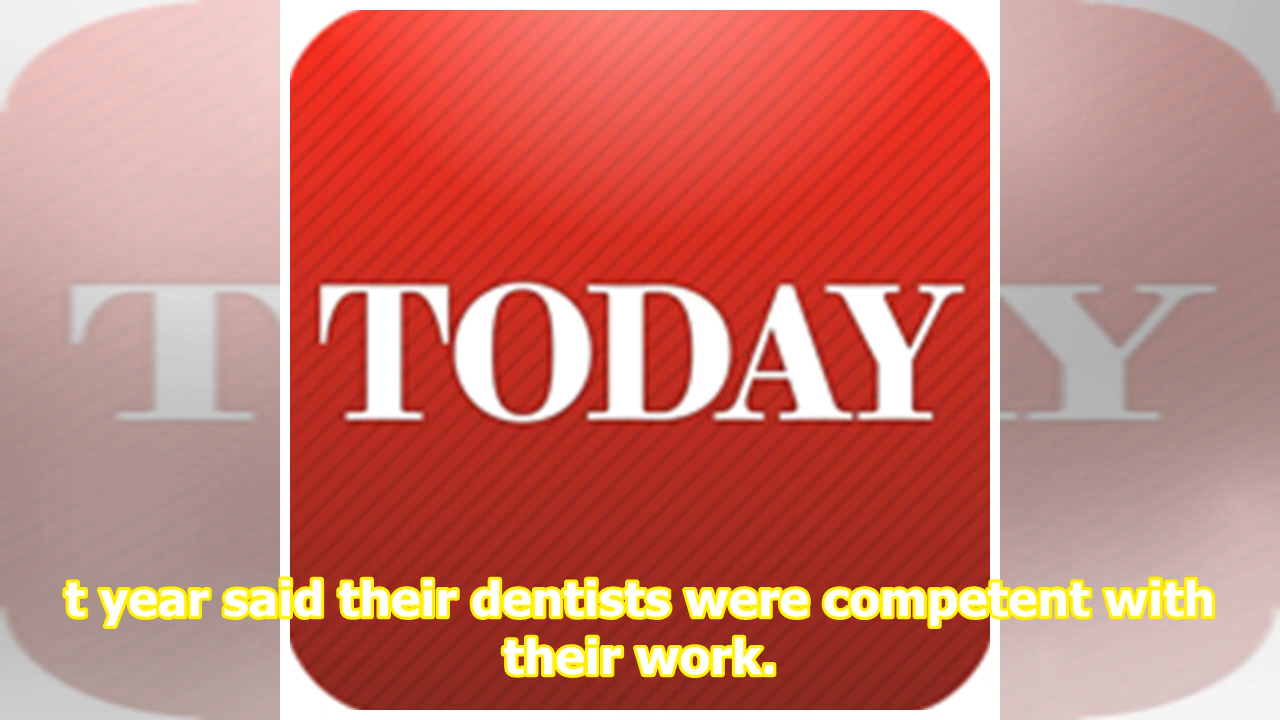 TODAY
t year said their dentists were competent with
their work.